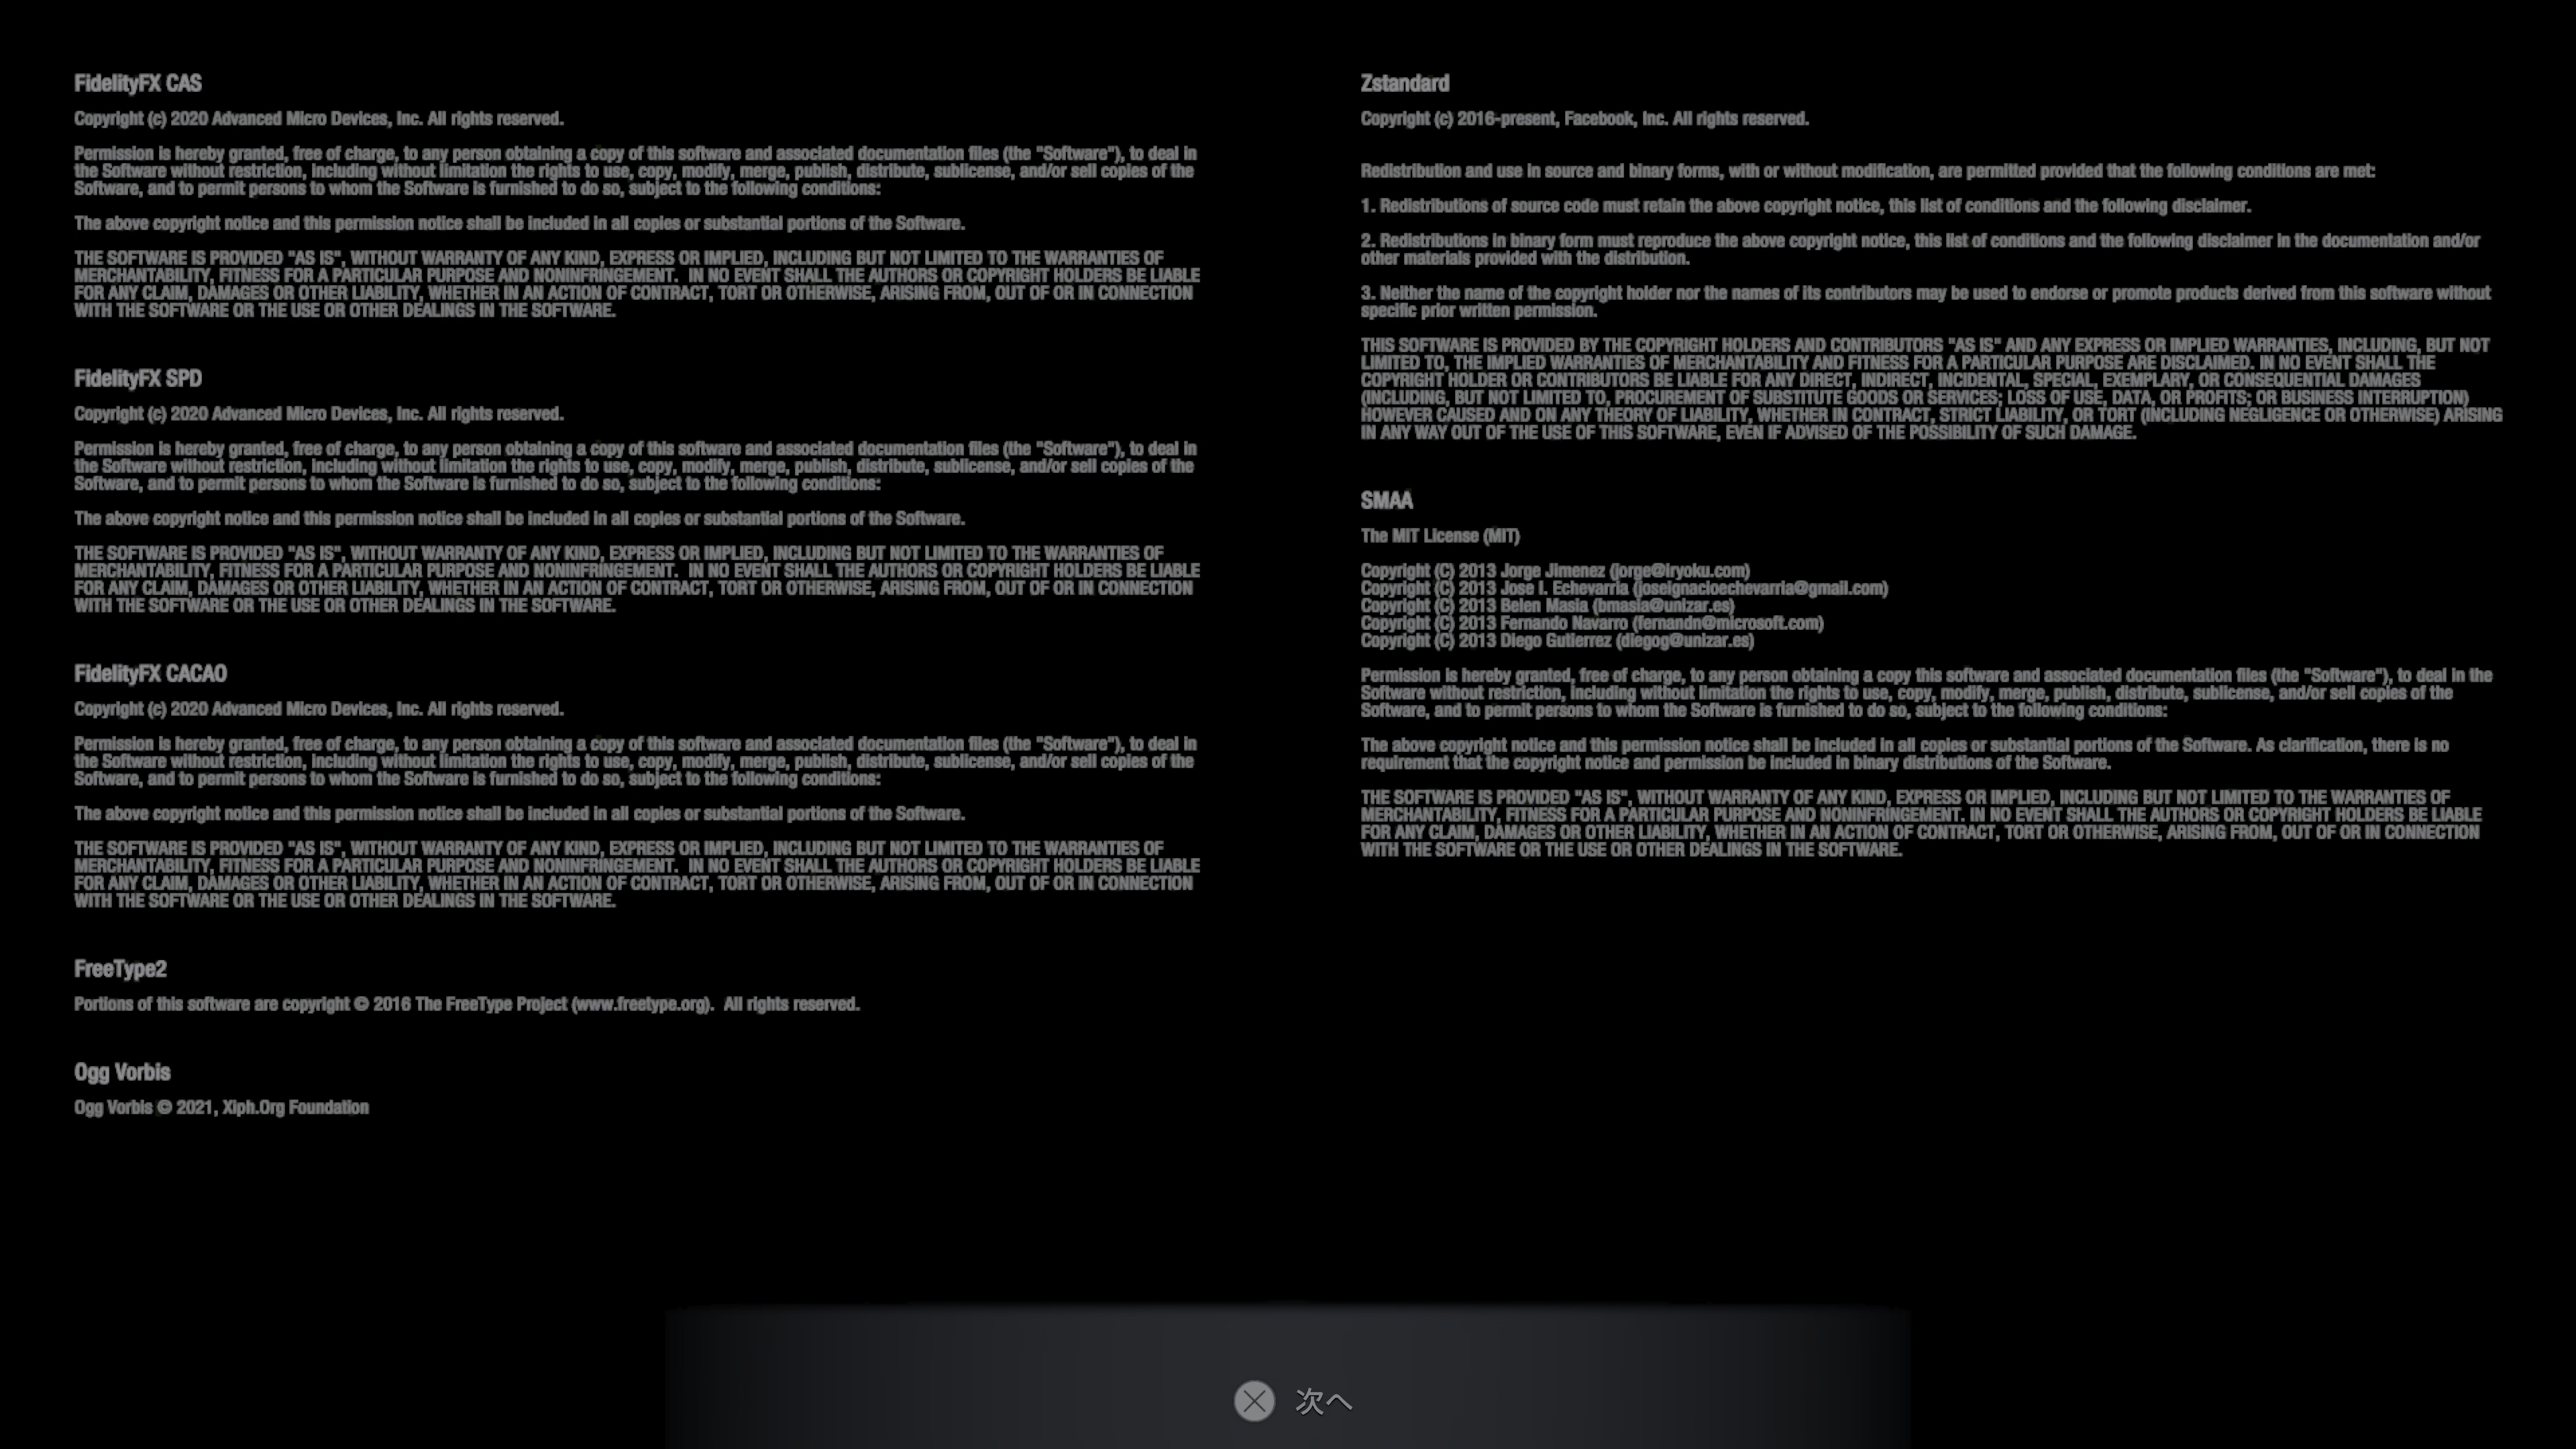 FidelityFX CAS
Copyright (c) 2020 Advanced Micro Devices, Inc. All rights reserved.
Permission is hereby granted, free of charge, to any person obtaining a copy of this software and associated documentation files (the "Software"), to deal in
the Software without restriction, including without limitation the rights to use, copy, modify, merge, publish, distribute, sublicense, and/or sell copies of the
Software, and to permit persons to whom the Software is furnished to do so, subject to the following conditions:
The above copyright notice and this permission notice shall be included in all copies or substantial portions of the Software.
THE SOFTWARE IS PROVIDED "AS IS", WITHOUT WARRANTY OF ANY KIND, EXPRESS OR IMPLIED, INCLUDING BUT NOT LIMITED TO THE WARRANTIES OF
MERCHANTABILITY, FITNESS FOR A PARTICULAR PURPOSE AND NONINFRINGEMENT.  IN NO EVENT SHALL THE AUTHORS OR COPYRIGHT HOLDERS BE LIABLE
FOR ANY CLAIM, DAMAGES OR OTHER LIABILITY, WHETHER IN AN ACTION OF CONTRACT, TORT OR OTHERWISE, ARISING FROM, OUT OF OR IN CONNECTION
WITH THE SOFTWARE OR THE USE OR OTHER DEALINGS IN THE SOFTWARE.
FidelityFX SPD
Copyright (c) 2020 Advanced Micro Devices, Inc. All rights reserved.
Permission is hereby granted, free of charge, to any person obtaining a copy of this software and associated documentation files (the "Software"), to deal in
the Software without restriction, including without limitation the rights to use, copy, modify, merge, publish, distribute, sublicense, and/or sell copies of the
Software, and to permit persons to whom the Software is furnished to do so, subject to the following conditions:
The above copyright notice and this permission notice shall be included in all copies or substantial portions of the Software.
THE SOFTWARE IS PROVIDED "AS IS", WITHOUT WARRANTY OF ANY KIND, EXPRESS OR IMPLIED, INCLUDING BUT NOT LIMITED TO THE WARRANTIES OF
MERCHANTABILITY, FITNESS FOR A PARTICULAR PURPOSE AND NONINFRINGEMENT.  IN NO EVENT SHALL THE AUTHORS OR COPYRIGHT HOLDERS BE LIABLE
FOR ANY CLAIM, DAMAGES OR OTHER LIABILITY, WHETHER IN AN ACTION OF CONTRACT, TORT OR OTHERWISE, ARISING FROM, OUT OF OR IN CONNECTION
WITH THE SOFTWARE OR THE USE OR OTHER DEALINGS IN THE SOFTWARE.
FidelityFX CACAO
Copyright (c) 2020 Advanced Micro Devices, Inc. All rights reserved.
Permission is hereby granted, free of charge, to any person obtaining a copy of this software and associated documentation files (the "Software"), to deal in
the Software without restriction, including without limitation the rights to use, copy, modify, merge, publish, distribute, sublicense, and/or sell copies of the
Software, and to permit persons to whom the Software is furnished to do so, subject to the following conditions:
The above copyright notice and this permission notice shall be included in all copies or substantial portions of the Software.
THE SOFTWARE IS PROVIDED "AS IS", WITHOUT WARRANTY OF ANY KIND, EXPRESS OR IMPLIED, INCLUDING BUT NOT LIMITED TO THE WARRANTIES OF
MERCHANTABILITY, FITNESS FOR A PARTICULAR PURPOSE AND NONINFRINGEMENT.  IN NO EVENT SHALL THE AUTHORS OR COPYRIGHT HOLDERS BE LIABLE
FOR ANY CLAIM, DAMAGES OR OTHER LIABILITY, WHETHER IN AN ACTION OF CONTRACT, TORT OR OTHERWISE, ARISING FROM, OUT OF OR IN CONNECTION
WITH THE SOFTWARE OR THE USE OR OTHER DEALINGS IN THE SOFTWARE.
FreeType2
Portions of this software are copyright © 2016 The FreeType Project (www.freetype.org).  All rights reserved.
Ogg Vorbis
Ogg Vorbis © 2021, Xiph.Org Foundation
Zstandard
Copyright (c) 2016-present, Facebook, Inc. All rights reserved.
Redistribution and use in source and binary forms, with or without modification, are permitted provided that the following conditions are met:
1. Redistributions of source code must retain the above copyright notice, this list of conditions and the following disclaimer.
2. Redistributions in binary form must reproduce the above copyright notice, this list of conditions and the following disclaimer in the documentation and/or
other materials provided with the distribution.
3. Neither the name of the copyright holder nor the names of its contributors may be used to endorse or promote products derived from this software without
specific prior written permission.
THIS SOFTWARE IS PROVIDED BY THE COPYRIGHT HOLDERS AND CONTRIBUTORS "AS IS" AND ANY EXPRESS OR IMPLIED WARRANTIES, INCLUDING, BUT NOT
LIMITED TO, THE IMPLIED WARRANTIES OF MERCHANTABILITY AND FITNESS FOR A PARTICULAR PURPOSE ARE DISCLAIMED. IN NO EVENT SHALL THE
COPYRIGHT HOLDER OR CONTRIBUTORS BE LIABLE FOR ANY DIRECT, INDIRECT, INCIDENTAL, SPECIAL, EXEMPLARY, OR CONSEQUENTIAL DAMAGES
(INCLUDING, BUT NOT LIMITED TO, PROCUREMENT OF SUBSTITUTE GOODS OR SERVICES; LOSS OF USE, DATA, OR PROFITS; OR BUSINESS INTERRUPTION)
HOWEVER CAUSED AND ON ANY THEORY OF LIABILITY, WHETHER IN CONTRACT, STRICT LIABILITY, OR TORT (INCLUDING NEGLIGENCE OR OTHERWISE) ARISING
IN ANY WAY OUT OF THE USE OF THIS SOFTWARE, EVEN IF ADVISED OF THE POSSIBILITY OF SUCH DAMAGE.
SMAA
The MIT License (MIT)
Copyright (C) 2013 Jorge Jimenez (jorge@iryoku.com)
Copyright (C) 2013 Jose I. Echevarria (joseignacioechevarria@gmail.com)
Copyright (C) 2013 Belen Masia (bmasia@unizar.es)
Copyright (C) 2013 Fernando Navarro (fernandn@microsoft.com)
Copyright (C) 2013 Diego Gutierrez (diegog@unizar.es)
Permission is hereby granted, free of charge, to any person obtaining a copy this software and associated documentation files (the "Software"), to deal in the
Software without restriction, including without limitation the rights to use, copy, modify, merge, publish, distribute, sublicense, and/or sell copies of the
Software, and to permit persons to whom the Software is furnished to do so, subject to the following conditions:
The above copyright notice and this permission notice shall be included in all copies or substantial portions of the Software. As clarification, there is no
requirement that the copyright notice and permission be included in binary distributions of the Software.
THE SOFTWARE IS PROVIDED "AS IS", WITHOUT WARRANTY OF ANY KIND, EXPRESS OR IMPLIED, INCLUDING BUT NOT LIMITED TO THE WARRANTIES OF
MERCHANTABILITY, FITNESS FOR A PARTICULAR PURPOSE AND NONINFRINGEMENT. IN NO EVENT SHALL THE AUTHORS OR COPYRIGHT HOLDERS BE LIABLE
FOR ANY CLAIM, DAMAGES OR OTHER LIABILITY, WHETHER IN AN ACTION OF CONTRACT, TORT OR OTHERWISE, ARISING FROM, OUT OF OR IN CONNECTION
WITH THE SOFTWARE OR THE USE OR OTHER DEALINGS IN THE SOFTWARE.
次へ